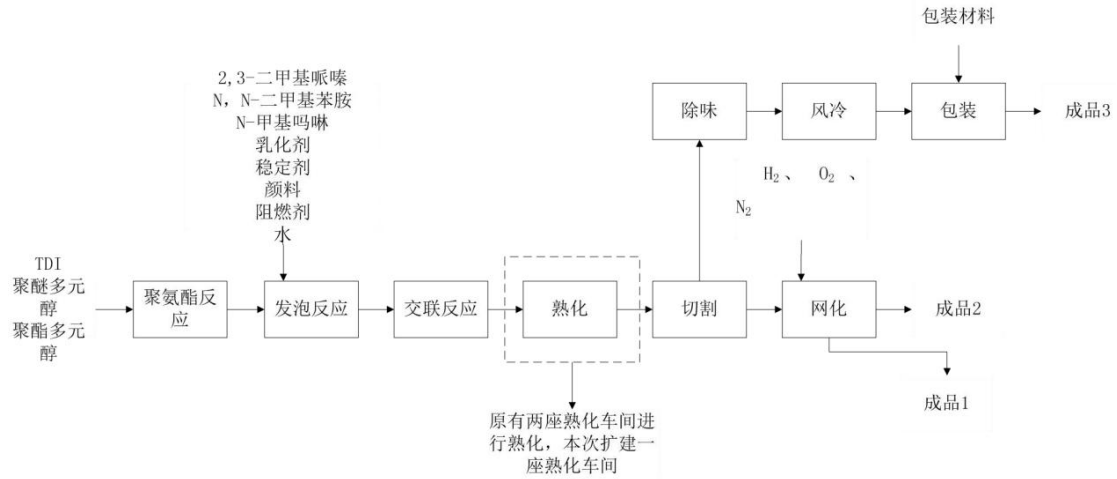 包装材料
2,3-二甲基哌嗪
N，N-二甲基苯胺
N-甲基吗啉
乳化剂
稳定剂
颜料
阻燃剂
水
除味
风冷
包装
成品3
H₂、 O₂ 、
N₂
TDI
聚醚多元
醇
聚酯多元
醇
聚氨酯反
应
发泡反应
交联反应
熟化
切割
网化
成品2
成品1
原有两座熟化车间进
行熟化，本次扩建一
座熟化车间